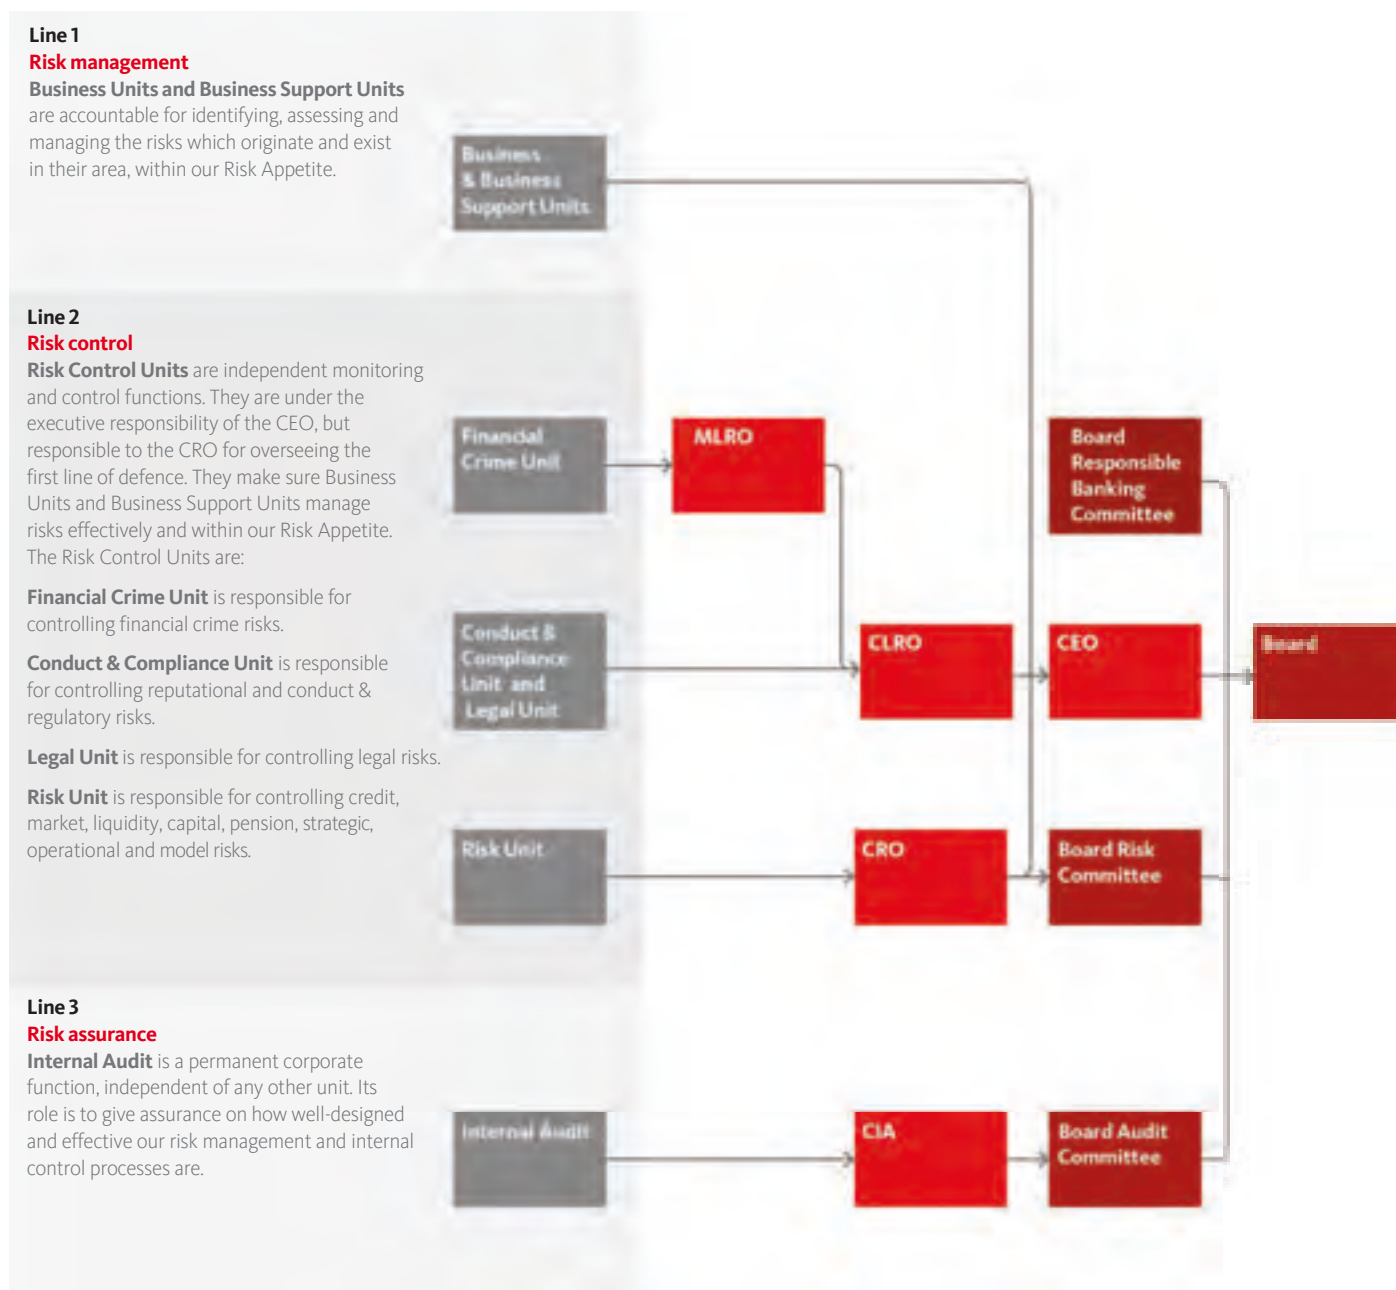 Line 1
Risk management
Business Units and Business Support Units
are accountable for identifying, assessing and
managing the risks which originate and exist
in their area, within our Risk Appetite.
Business
& Business
Support Units
Line 2
Risk control
Risk Control Units are independent monitoring
and control functions. They are under the
executive responsibility of the CEO, but
responsible to the CRO for overseeing the
first line of defence. They make sure Business
Units and Business Support Units manage
risks effectively and within our Risk Appetite.
The Risk Control Units are:
Financial Crime Unit is responsible for
controlling financial crime risks.
Conduct & Compliance Unit is responsible
for controlling reputational and conduct &
regulatory risks.
Legal Unit is responsible for controlling legal risks.
Risk Unit is responsible for controlling credit,
market, liquidity, capital, pension, strategic,
operational and model risks.
Financial
Crime Unit
MLRO
Board
Responsible
Banking
Committee
Conduct &
Compliance
Unit and
Legal Unit
CLRO
CEO
Board
Risk Unit
CRO
Board Risk
Committee
Line 3
Risk assurance
Internal Audit is a permanent corporate
function, independent of any other unit. Its
role is to give assurance on how well-designed
and effective our risk management and internal
control processes are.
Internal Audit
CIA
Board Audit
Committee